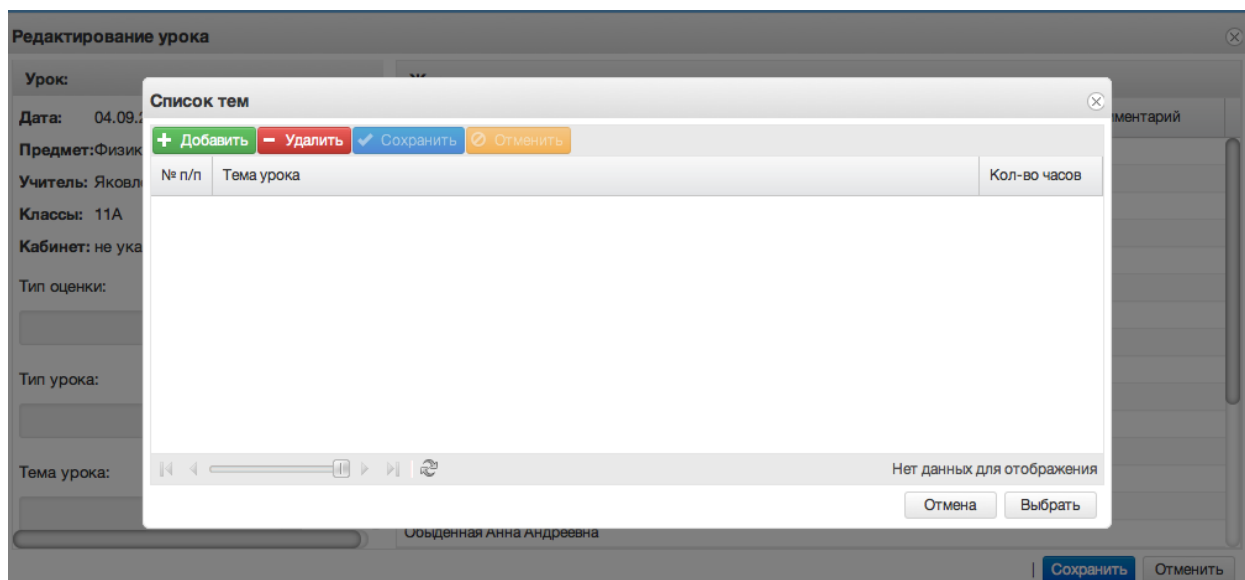 Редактирование урока
Урок:
Список тем
Дата: 04.09.
ментарий
+ Добавить − Удалить Сохранить Отменить
Предмет:Физик
№ п/п Тема урока Кол-во часов
Учитель: Яковл
Классы: 11А
Кабинет: не ука
Тип оценки:
Тип урока:
Тема урока:
Нет данных для отображения
Отмена Выбрать
Обыденная Анна Андреевна
| Сохранить Отменить